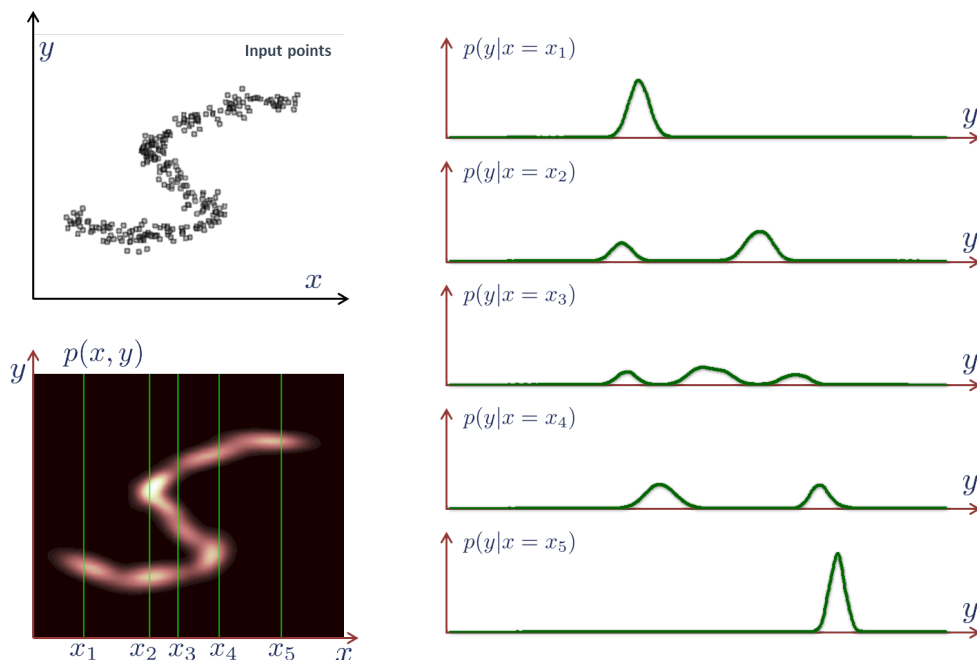 y
Input points
x
p(x, y)
y
x₁ x₂ x₃ x₄ x₅ x
p(y|x = x₁)
y
p(y|x = x₂)
y
p(y|x = x₃)
y
p(y|x = x₄)
y
p(y|x = x₅)
y